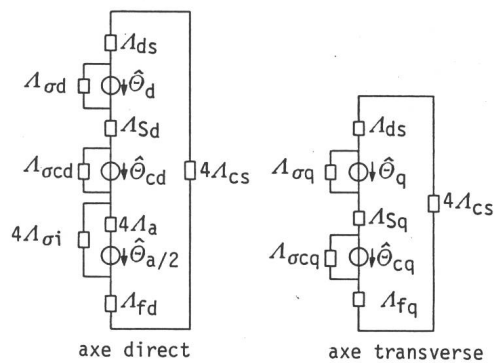 Λds
Λσd
Θ̂d
ΛSd
Λσcd
Θ̂cd
4Λcs
4Λσi
4Λa
Θ̂a/2
Λfd
axe direct
Λds
Λσq
Θ̂q
4Λcs
ΛSq
Λσcq
Θ̂cq
Λfq
axe transverse